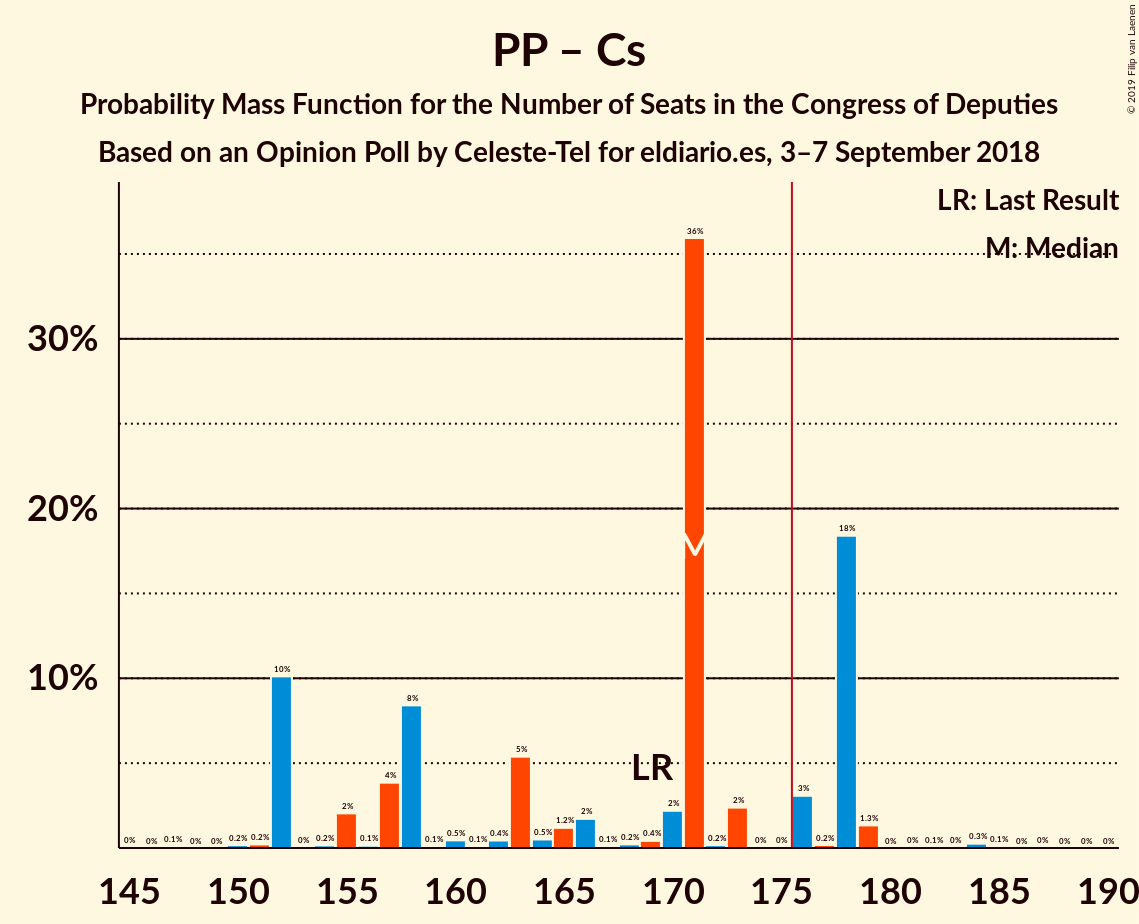 PP – Cs
Probability Mass Function for the Number of Seats in the Congress of Deputies
Based on an Opinion Poll by Celeste-Tel for eldiario.es, 3–7 September 2018
© 2019 Filip van Laenen
LR: Last Result
M: Median
30%
20%
10%
0% 0% 0.1% 0% 0% 0.2% 0.2% 10% 0% 0.2% 2% 0.1% 4% 8% 0.1% 0.5% 0.1% 0.4% 5% 0.5% 1.2% 2% 0.1% 0.2% 0.4% 2% 36% 0.2% 2% 0% 0% 3% 0.2% 18% 1.3% 0% 0% 0.1% 0% 0.3% 0.1% 0% 0% 0% 0% 0%
LR
145 150 155 160 165 170 175 180 185 190